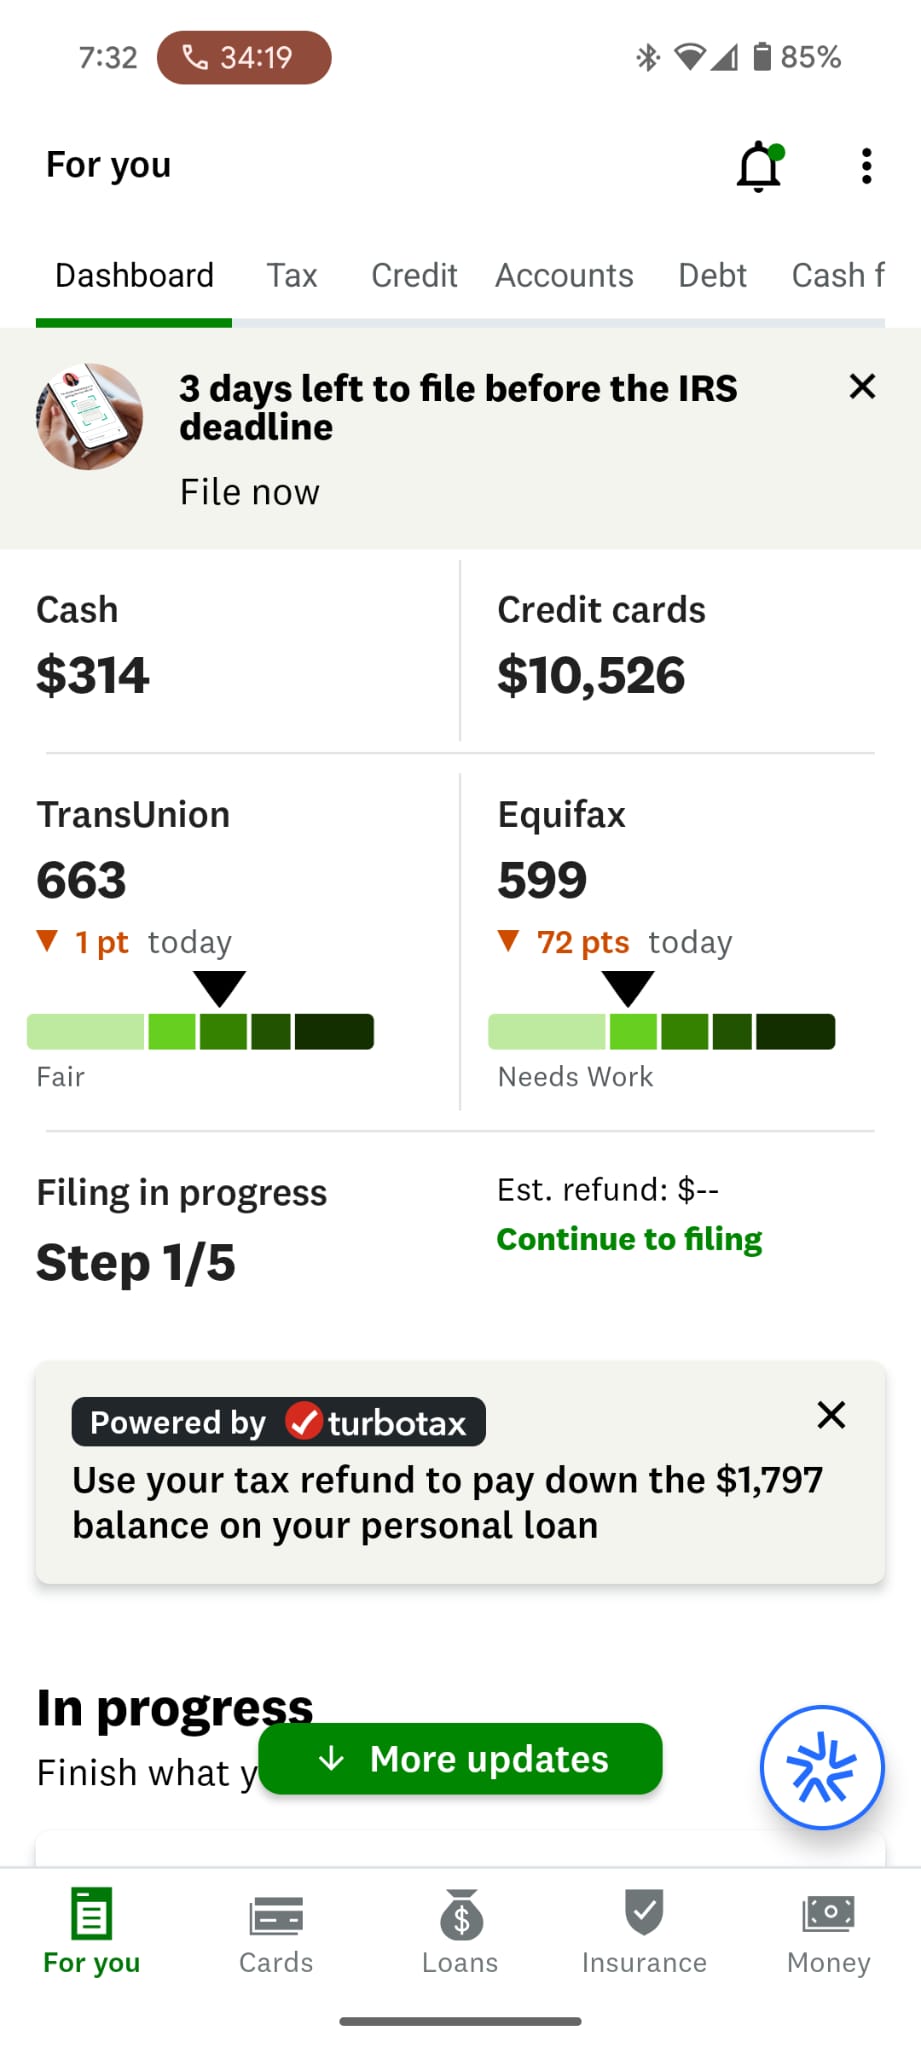 7:32 34:19 85%
For you
Dashboard Tax Credit Accounts Debt Cash f
3 days left to file before the IRS
deadline
File now
Cash
$314
Credit cards
$10,526
TransUnion
663
▼ 1 pt today
Fair
Equifax
599
▼ 72 pts today
Needs Work
Filing in progress
Step 1/5
Est. refund: $--
Continue to filing
Powered by turbotax
Use your tax refund to pay down the $1,797
balance on your personal loan
In progress
Finish what y
↓ More updates
For you Cards Loans Insurance Money